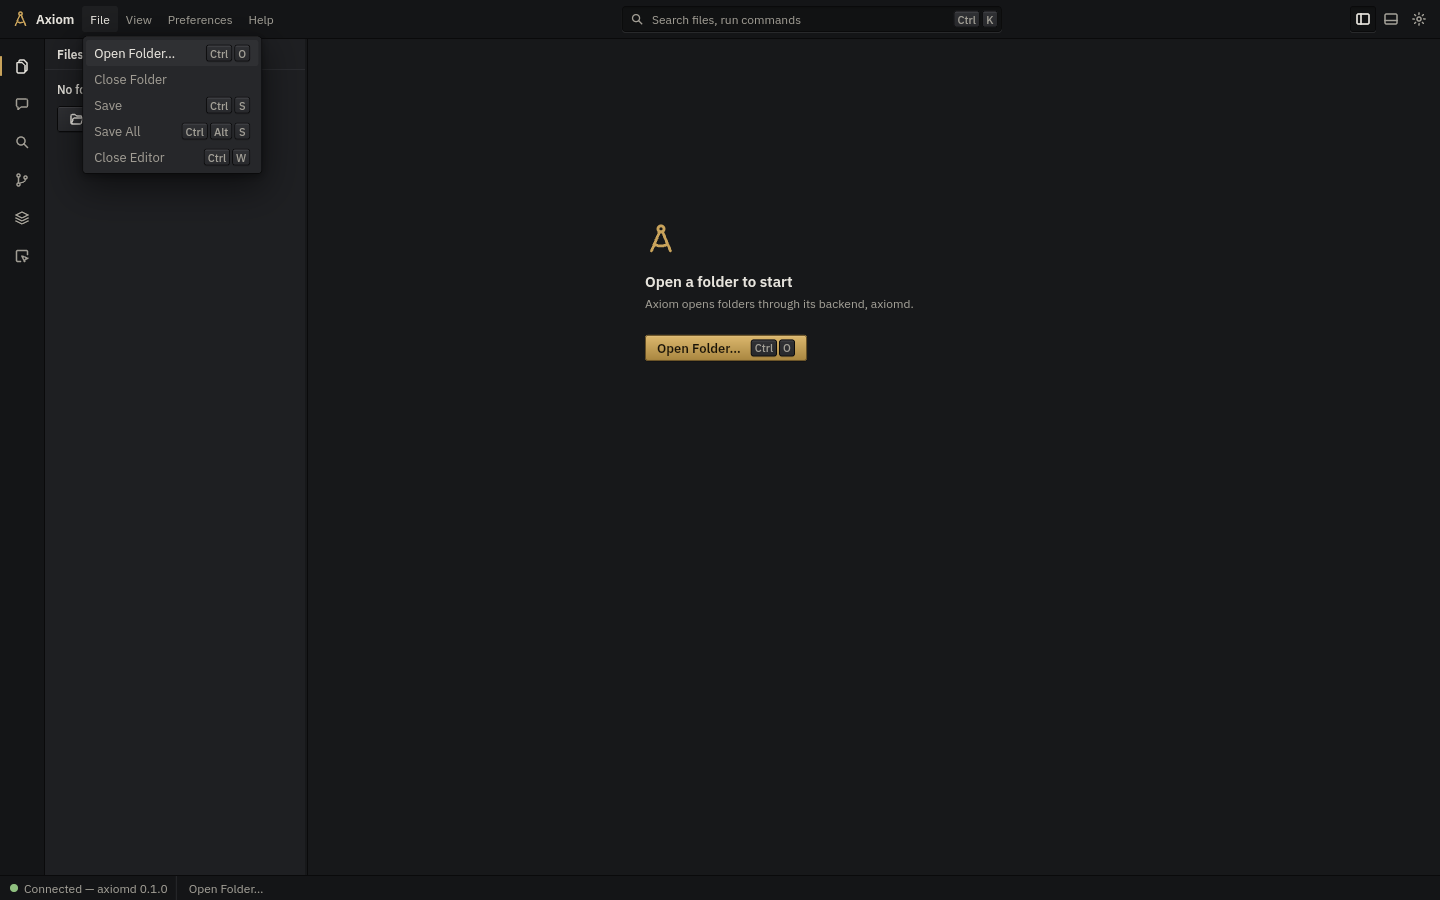 Axiom File View Preferences Help Search files, run commands Ctrl K
Files
Open Folder... Ctrl O
Close Folder
No fo
Save Ctrl S
Save All Ctrl Alt S
Close Editor Ctrl W
Open a folder to start
Axiom opens folders through its backend, axiomd.
Open Folder... Ctrl O
Connected — axiomd 0.1.0 Open Folder...